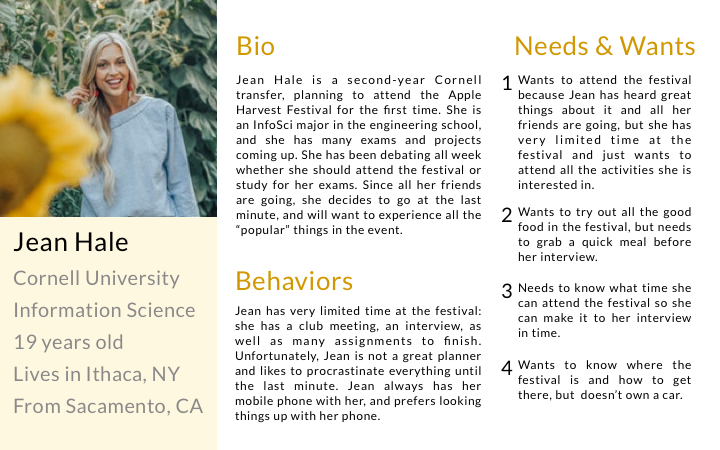 Jean Hale
Cornell University
Information Science
19 years old
Lives in Ithaca, NY
From Sacamento, CA
Bio
Jean Hale is a second-year Cornell
transfer, planning to attend the Apple
Harvest Festival for the first time. She is
an InfoSci major in the engineering school,
and she has many exams and projects
coming up. She has been debating all week
whether she should attend the festival or
study for her exams. Since all her friends
are going, she decides to go at the last
minute, and will want to experience all the
“popular” things in the event.
Behaviors
Jean has very limited time at the festival:
she has a club meeting, an interview, as
well as many assignments to finish.
Unfortunately, Jean is not a great planner
and likes to procrastinate everything until
the last minute. Jean always has her
mobile phone with her, and prefers looking
things up with her phone.
Needs & Wants
1 Wants to attend the festival
because Jean has heard great
things about it and all her
friends are going, but she has
very limited time at the
festival and just wants to
attend all the activities she is
interested in.
2 Wants to try out all the good
food in the festival, but needs
to grab a quick meal before
her interview.
3 Needs to know what time she
can attend the festival so she
can make it to her interview
in time.
4 Wants to know where the
festival is and how to get
there, but doesn’t own a car.